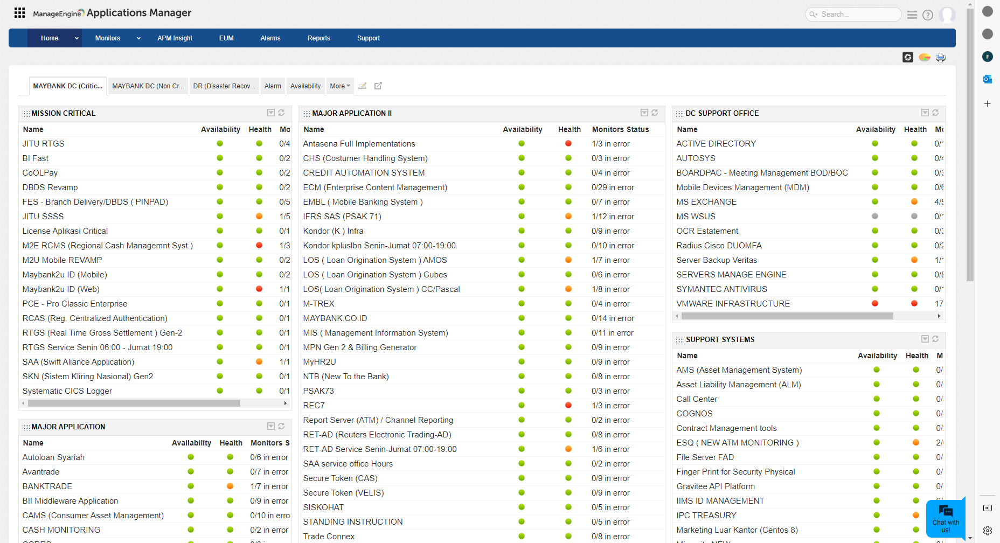 ManageEngine Applications Manager
Search...
Home
Monitors
APM Insight
EUM
Alarms
Reports
Support
F
MAYBANK DC (Critic...
MAYBANK DC (Non Cr...
DR (Disaster Recov...
Alarm
Availability
More
MISSION CRITICAL
Name Availability Health Mo
JITU RTGS 0/4
BI Fast 0/2
CoOLPay 0/2
DBDS Revamp 0/2
FES - Branch Delivery/DBDS ( PINPAD) 0/5
JITU SSSS 1/5
License Aplikasi Critical 0/1
M2E RCMS (Regional Cash Managemnt Syst.) 1/3
M2U Mobile REVAMP 0/2
Maybank2u ID (Mobile) 0/2
Maybank2u ID (Web) 1/1
PCE - Pro Classic Enterprise 0/1
RCAS (Reg. Centralized Authentication) 0/1
RTGS (Real Time Gross Settlement ) Gen-2 0/1
RTGS Service Senin 06:00 - Jumat 19:00 0/1
SAA (Swift Aliance Application) 1/1
SKN (Sistem Kliring Nasional) Gen2 0/1
Systematic CICS Logger 0/1
MAJOR APPLICATION
Name Availability Health Monitors S
Autoloan Syariah 0/6 in error
Avantrade 0/7 in error
BANKTRADE 1/7 in error
BII Middleware Application 0/9 in error
CAMS (Consumer Asset Management) 0/10 in erro
CASH MONITORING 0/2 in error
MAJOR APPLICATION II
Name Availability Health Monitors Status
Antasena Full Implementations 1/3 in error
CHS (Costumer Handling System) 0/3 in error
CREDIT AUTOMATION SYSTEM 0/4 in error
ECM (Enterprise Content Management) 0/29 in error
EMBL ( Mobile Banking System ) 0/7 in error
IFRS SAS (PSAK 71) 1/12 in error
Kondor (K ) Infra 0/9 in error
Kondor kpluslbn Senin-Jumat 07:00-19:00 0/10 in error
LOS ( Loan Origination System ) AMOS 1/7 in error
LOS ( Loan Origination System ) Cubes 0/6 in error
LOS( Loan Origination System ) CC/Pascal 1/8 in error
M-TREX 0/4 in error
MAYBANK.CO.ID 0/14 in error
MIS ( Management Information System) 0/11 in error
MPN Gen 2 & Billing Generator 0/9 in error
MyHR2U 0/9 in error
NTB (New To the Bank) 0/8 in error
PSAK73 0/3 in error
REC7 1/3 in error
Report Server (ATM) / Channel Reporting 0/2 in error
RET-AD (Reuters Electronic Trading-AD) 0/8 in error
RET-AD Service Senin-Jumat 07:00-19:00 1/6 in error
SAA service office Hours 0/2 in error
Secure Token (CAS) 0/9 in error
Secure Token (VELIS) 0/9 in error
SISKOHAT 0/5 in error
STANDING INSTRUCTION 0/5 in error
Trade Connex 0/8 in error
DC SUPPORT OFFICE
Name Availability Health Mo
ACTIVE DIRECTORY 0/1
AUTOSYS 0/4
BOARDPAC - Meeting Management BOD/BOC 0/3
Mobile Devices Management (MDM) 0/6
MS EXCHANGE 4/5
MS WSUS 0/1
OCR Estatement 0/3
Radius Cisco DUOMFA 0/2
Server Backup Veritas 1/1
SERVERS MANAGE ENGINE 0/8
SYMANTEC ANTIVIRUS 0/1
VMWARE INFRASTRUCTURE 17
SUPPORT SYSTEMS
Name Availability Health M
AMS (Asset Management System) 0/
Asset Liability Management (ALM) 0/
Call Center 0/
COGNOS 0/
Contract Management tools 0/
ESQ ( NEW ATM MONITORING ) 2/
File Server FAD 0/
Finger Print for Security Physical 0/
Gravitee API Platform 0/
IIMS ID MANAGEMENT
IPC TREASURY
Marketing Luar Kantor (Centos 8)
Chat with
us!